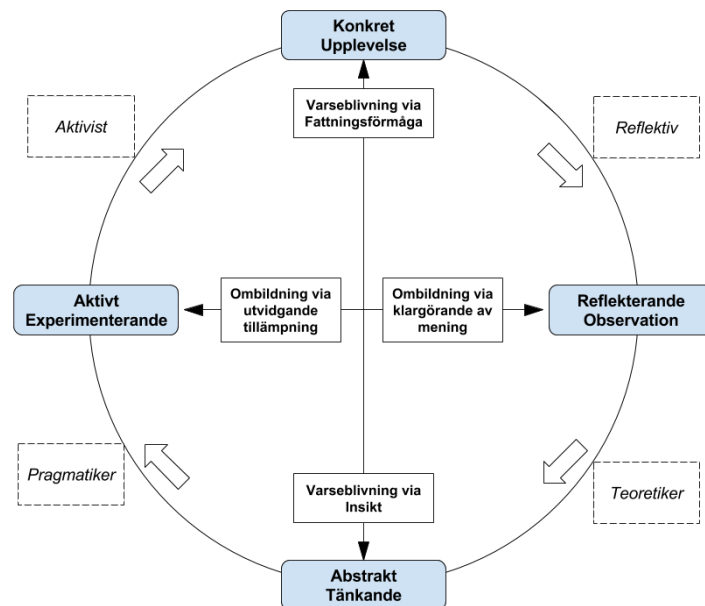 Konkret
Upplevelse
Varseblivning via
Fattningsförmåga
Aktivist
Reflektiv
Aktivt
Experimenterande
Ombildning via
utvidgande
tillämpning
Ombildning via
klargörande av
mening
Reflekterande
Observation
Pragmatiker
Varseblivning via
Insikt
Teoretiker
Abstrakt
Tänkande